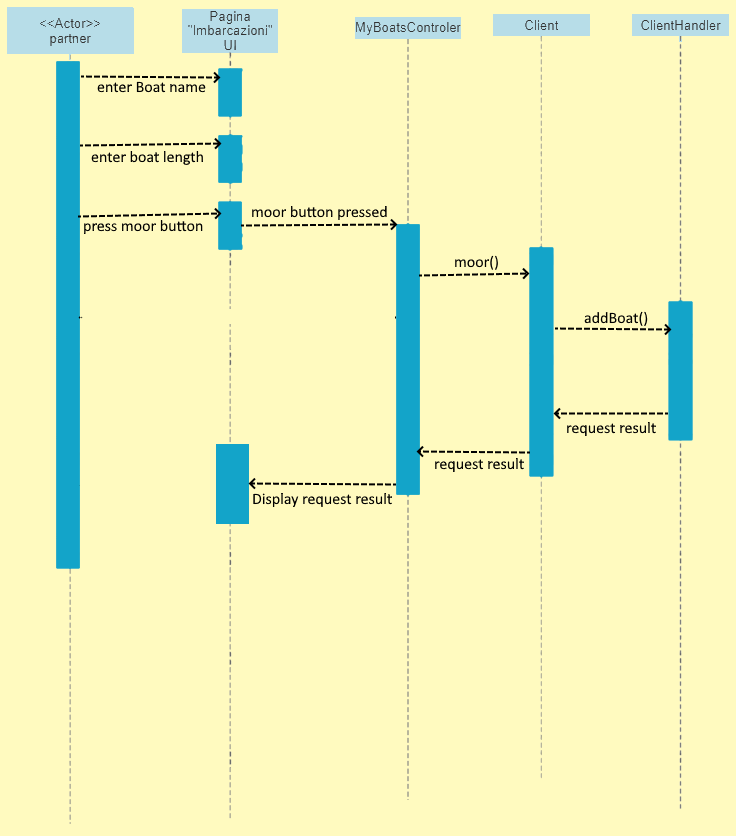 <<Actor>>
partner
Pagina
"Imbarcazioni"
UI
MyBoatsControler
Client
ClientHandler
enter Boat name
enter boat length
press moor button
moor button pressed
moor()
addBoat()
request result
request result
Display request result